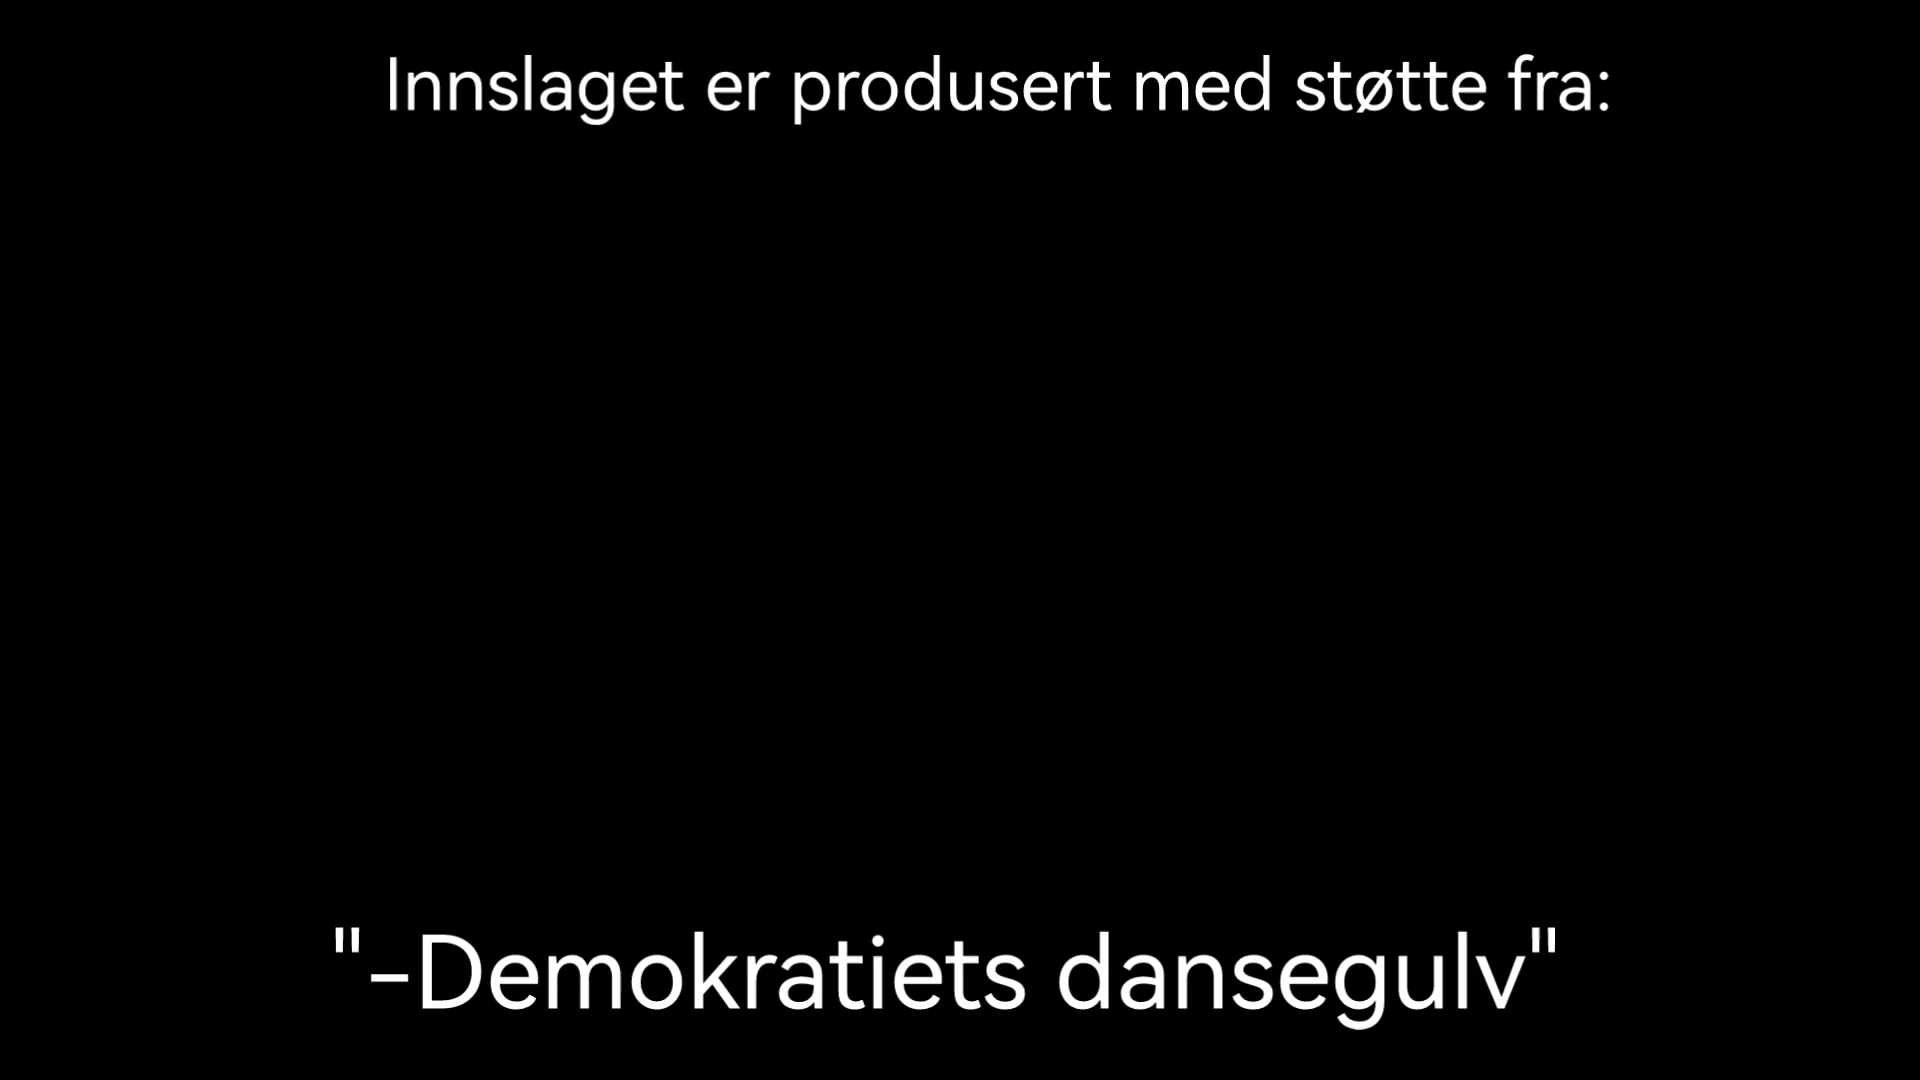 Innslaget er produsert med støtte fra:
"-Demokratiets dansegulv"